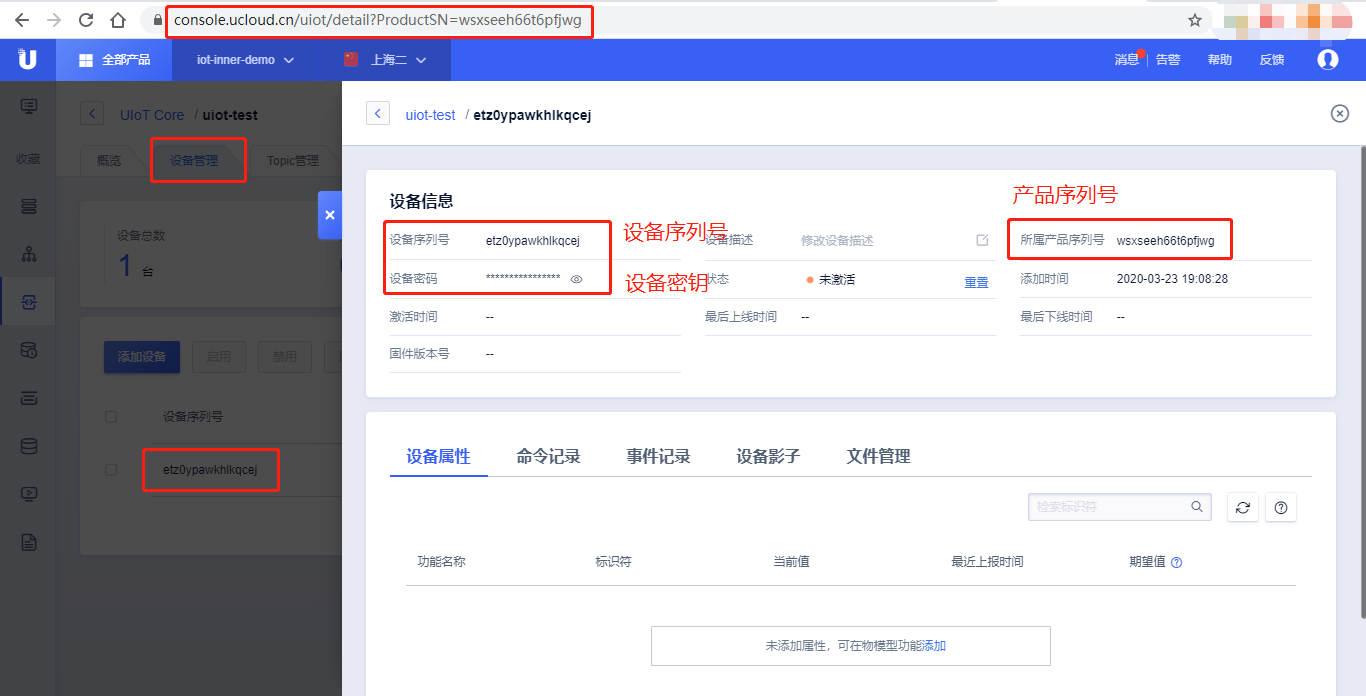 console.ucloud.cn/uiot/detail?ProductSN=wsxseeh66t6pfjwg
全部产品 iot-inner-demo 上海二 消息 告警 帮助 反馈
收藏
UIoT Core / uiot-test
概览 设备管理 Topic管理
设备总数
1 台
添加设备 启用 禁用
设备序列号
etz0ypawkhlkqcej
uiot-test / etz0ypawkhlkqcej
设备信息
产品序列号
设备序列号 etz0ypawkhlkqcej 设备序列号 设备描述 修改设备描述 所属产品序列号 wsxseeh66t6pfjwg
设备密码 **************** 设备密钥 状态 未激活 重置 添加时间 2020-03-23 19:08:28
激活时间 -- 最后上线时间 -- 最后下线时间 --
固件版本号 --
设备属性 命令记录 事件记录 设备影子 文件管理
检索标识符
功能名称 标识符 当前值 最近上报时间 期望值
未添加属性，可在物模型功能添加